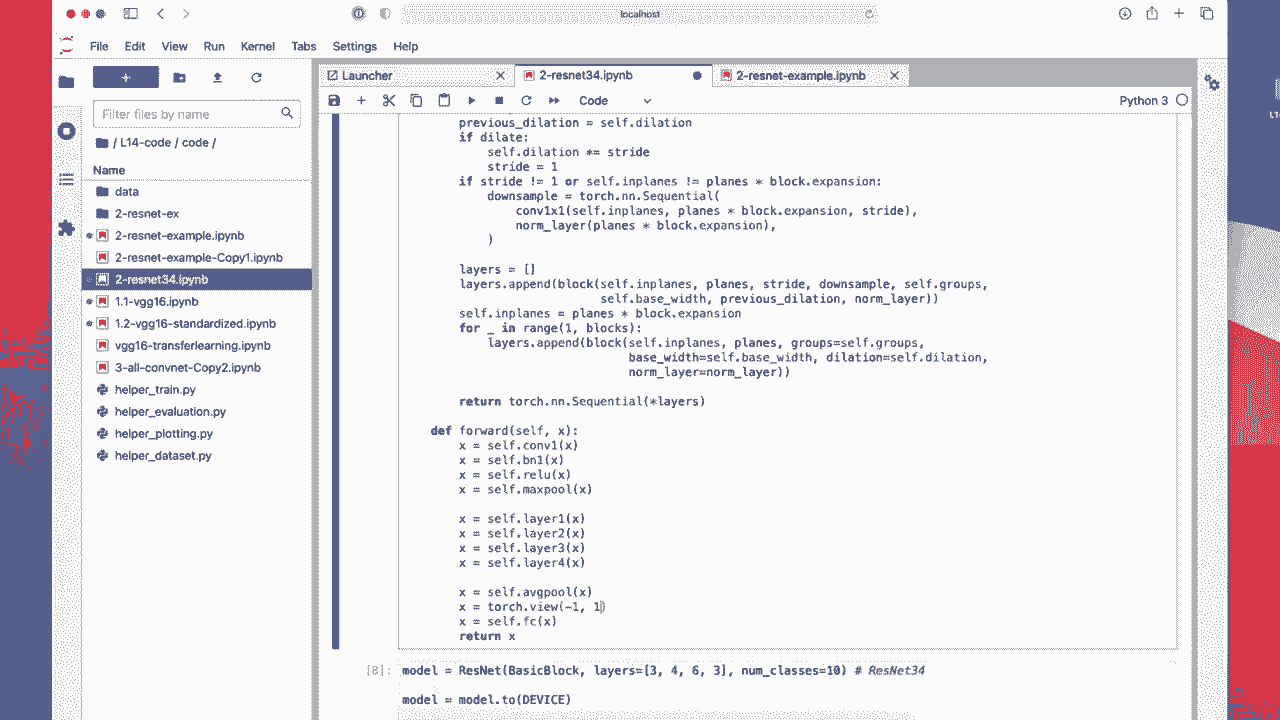 localhost
File Edit View Run Kernel Tabs Settings Help
Launcher
2-resnet34.ipynb
2-resnet-example.ipynb
Code
Python 3
Filter files by name
/ L14-code / code /
Name
data
2-resnet-ex
2-resnet-example.ipynb
2-resnet-example-Copy1.ipynb
2-resnet34.ipynb
1.1-vgg16.ipynb
1.2-vgg16-standardized.ipynb
vgg16-transferlearning.ipynb
3-all-convnet-Copy2.ipynb
helper_train.py
helper_evaluation.py
helper_plotting.py
helper_dataset.py
previous_dilation = self.dilation
if dilate:
self.dilation *= stride
stride = 1
if stride != 1 or self.inplanes != planes * block.expansion:
downsample = torch.nn.Sequential(
conv1x1(self.inplanes, planes * block.expansion, stride),
norm_layer(planes * block.expansion),
)
layers = []
layers.append(block(self.inplanes, planes, stride, downsample, self.groups,
self.base_width, previous_dilation, norm_layer))
self.inplanes = planes * block.expansion
for _ in range(1, blocks):
layers.append(block(self.inplanes, planes, groups=self.groups,
base_width=self.base_width, dilation=self.dilation,
norm_layer=norm_layer))
return torch.nn.Sequential(*layers)
def forward(self, x):
x = self.conv1(x)
x = self.bn1(x)
x = self.relu(x)
x = self.maxpool(x)
x = self.layer1(x)
x = self.layer2(x)
x = self.layer3(x)
x = self.layer4(x)
x = self.avgpool(x)
x = torch.view(-1, 1)
x = self.fc(x)
return x
[8]: model = ResNet(BasicBlock, layers=[3, 4, 6, 3], num_classes=10) # ResNet34
model = model.to(DEVICE)